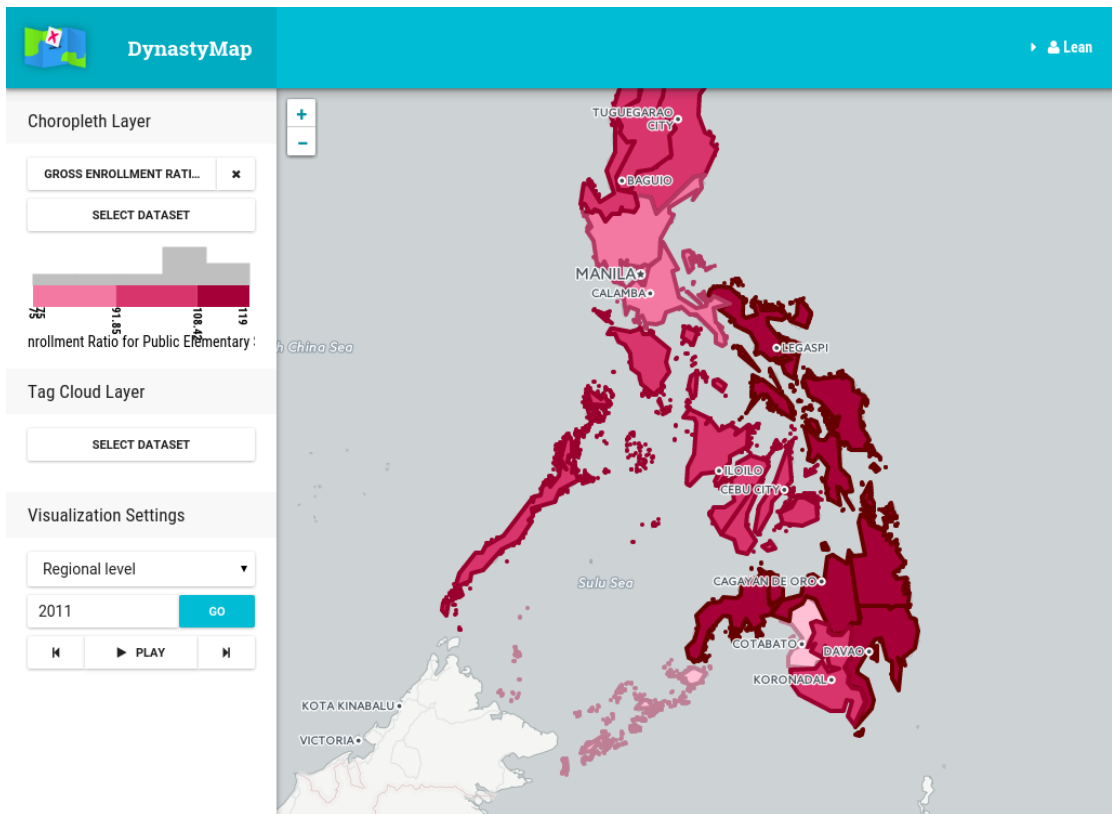 DynastyMap
Lean
Choropleth Layer
GROSS ENROLLMENT RATI...
SELECT DATASET
75
91.85
119
nrollment Ratio for Public Elementary
Tag Cloud Layer
SELECT DATASET
Visualization Settings
Regional level
2011
GO
PLAY
+
−
TUGUEGARAO
CITY
BAGUIO
MANILA
CALAMBA
China Sea
LEGASPI
ILOILO
CEBU CITY
Sulu Sea
CAGAYAN DE ORO
COTABATO
DAVAO
KORONADAL
KOTA KINABALU
VICTORIA